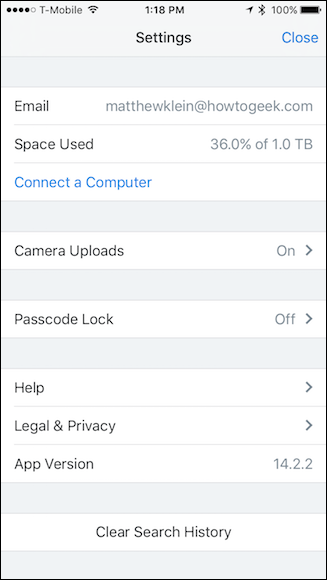 T-Mobile 1:18 PM 100%
Settings Close
Email matthewklein@howtogeek.com
Space Used 36.0% of 1.0 TB
Connect a Computer
Camera Uploads On
Passcode Lock Off
Help
Legal & Privacy
App Version 14.2.2
Clear Search History